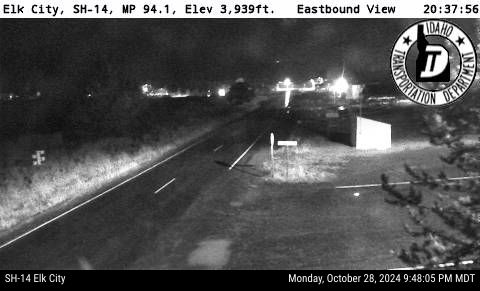 Elk City, SH-14, MP 94.1, Elev 3,939ft. Eastbound View 20:37:56
IDAHO
TRANSPORTATION DEPARTMENT
SH-14 Elk City Monday, October 28, 2024 9:48:05 PM MDT